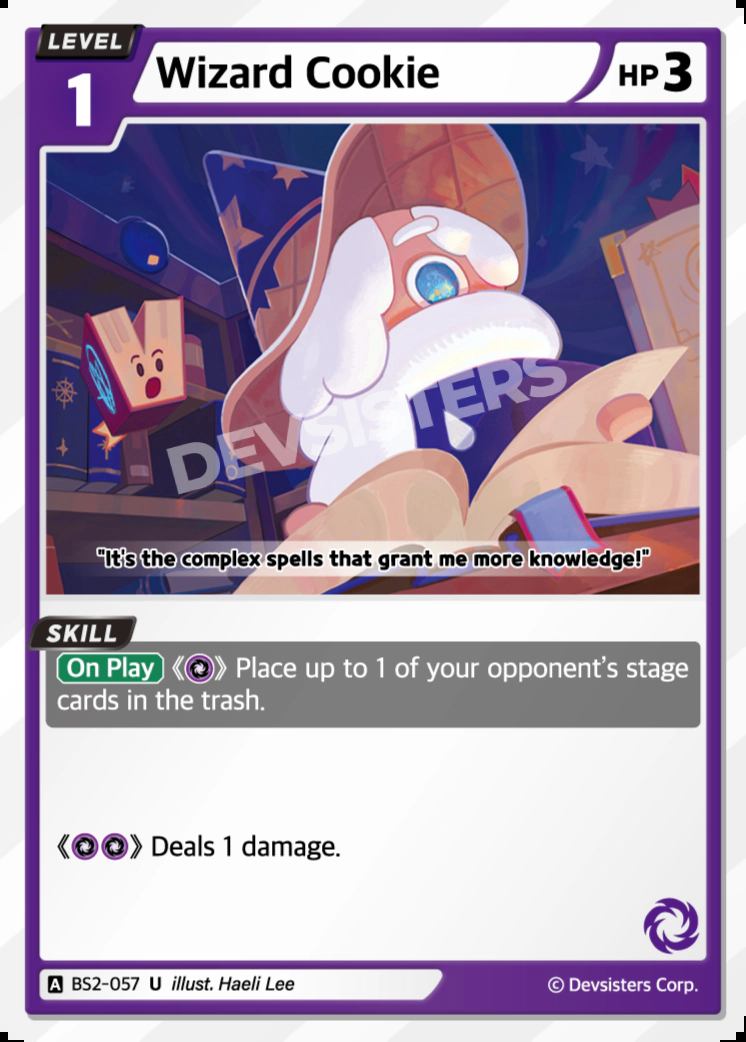 LEVEL
1
Wizard Cookie
HP 3
DEVSISTERS
"It's the complex spells that grant me more knowledge!"
SKILL
On Play 《 》 Place up to 1 of your opponent's stage
cards in the trash.
《 》 Deals 1 damage.
A BS2-057 U illust. Haeli Lee
© Devsisters Corp.